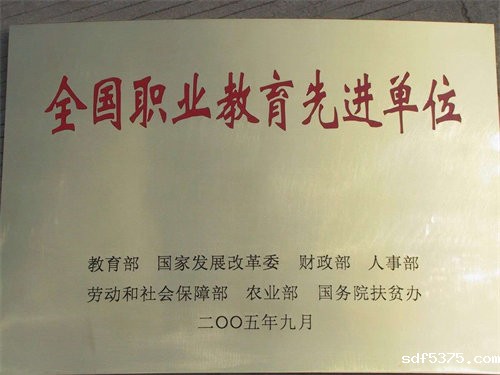 全国职业教育先进单位
教育部 国家发展改革委 财政部 人事部
劳动和社会保障部 农业部 国务院扶贫办
二〇〇五年九月
sdf5375.com